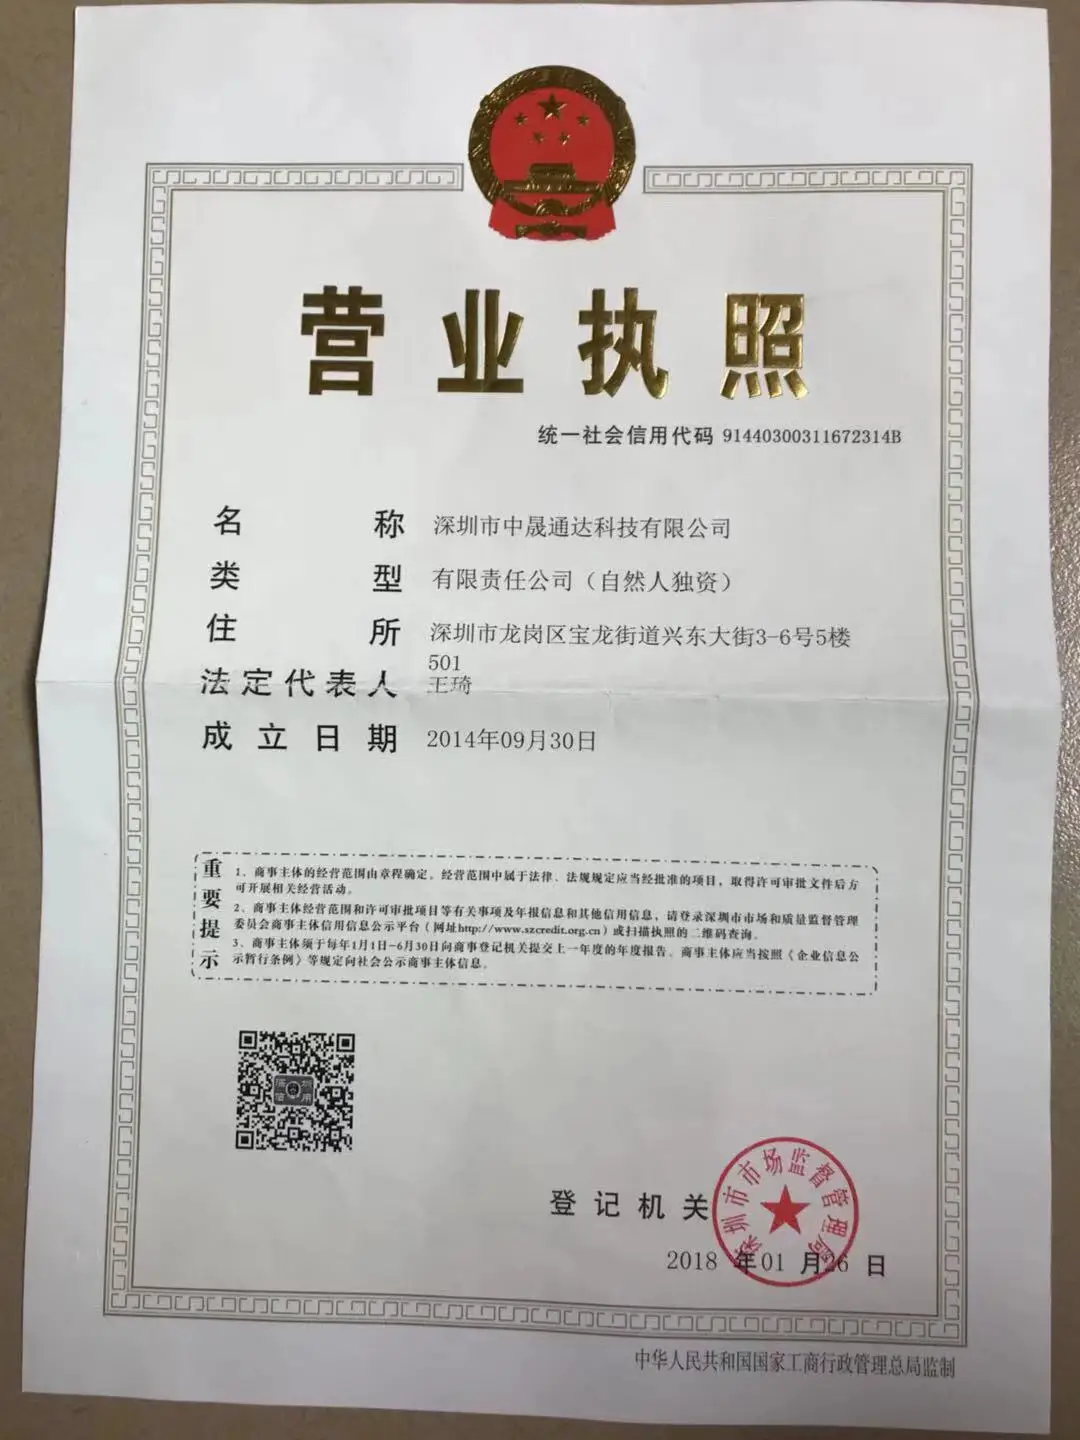 营业执照
统一社会信用代码 91440300311672314B
名称 深圳市中晟通达科技有限公司
类型 有限责任公司（自然人独资）
住所 深圳市龙岗区宝龙街道兴东大街3-6号5楼
501
法定代表人 王琦
成立日期 2014年09月30日
重要提示
1、商事主体的经营范围由章程确定。经营范围中属于法律、法规规定应当经批准的项目，取得许可审批文件后方
可开展相关经营活动。
2、商事主体经营范围和许可审批项目等有关事项及年报信息和其他信用信息，请登录深圳市市场和质量监督管理
委员会商事主体信用信息公示平台（网址http://www.szcredit.org.cn）或扫描执照的二维码查询。
3、商事主体须于每年1月1日-6月30日向商事登记机关提交上一年度的年度报告。商事主体应当按照《企业信息公
示暂行条例》等规定向社会公示商事主体信息。
深圳
信用
登记机关
深圳市市场监督管理局
2018 年01 月26 日
中华人民共和国国家工商行政管理总局监制